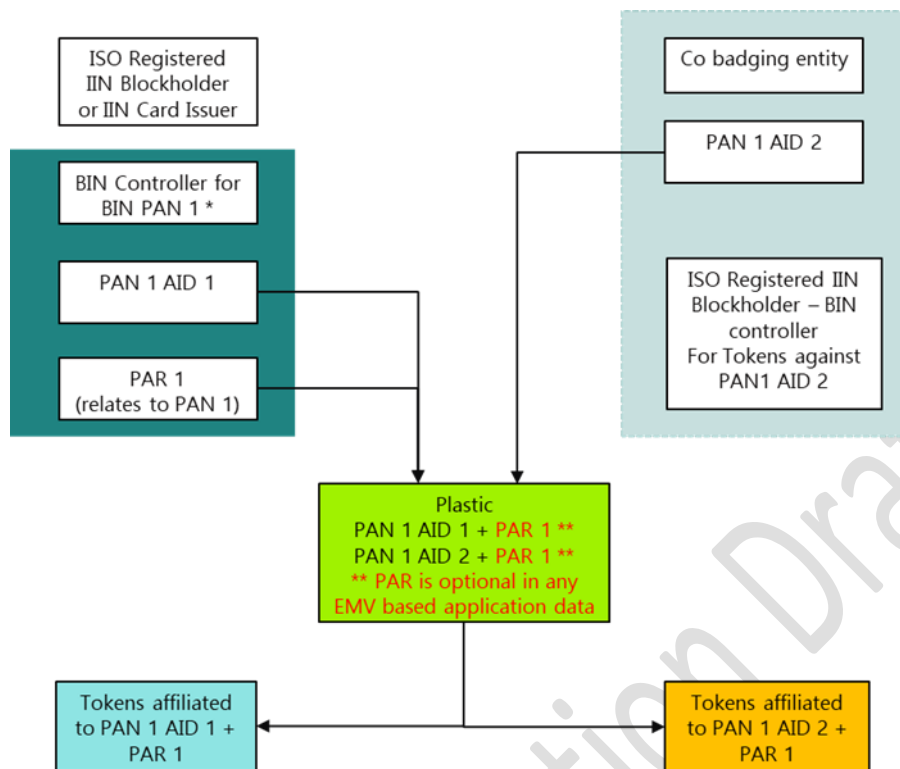 ISO Registered
IIN Blockholder
or IIN Card Issuer
BIN Controller for
BIN PAN 1 *
PAN 1 AID 1
PAR 1
(relates to PAN 1)
Co badging entity
PAN 1 AID 2
ISO Registered IIN
Blockholder – BIN
controller
For Tokens against
PAN1 AID 2
Plastic
PAN 1 AID 1 + PAR 1 **
PAN 1 AID 2 + PAR 1 **
** PAR is optional in any
EMV based application data
Tokens affiliated
to PAN 1 AID 1 +
PAR 1
Tokens affiliated
to PAN 1 AID 2 +
PAR 1